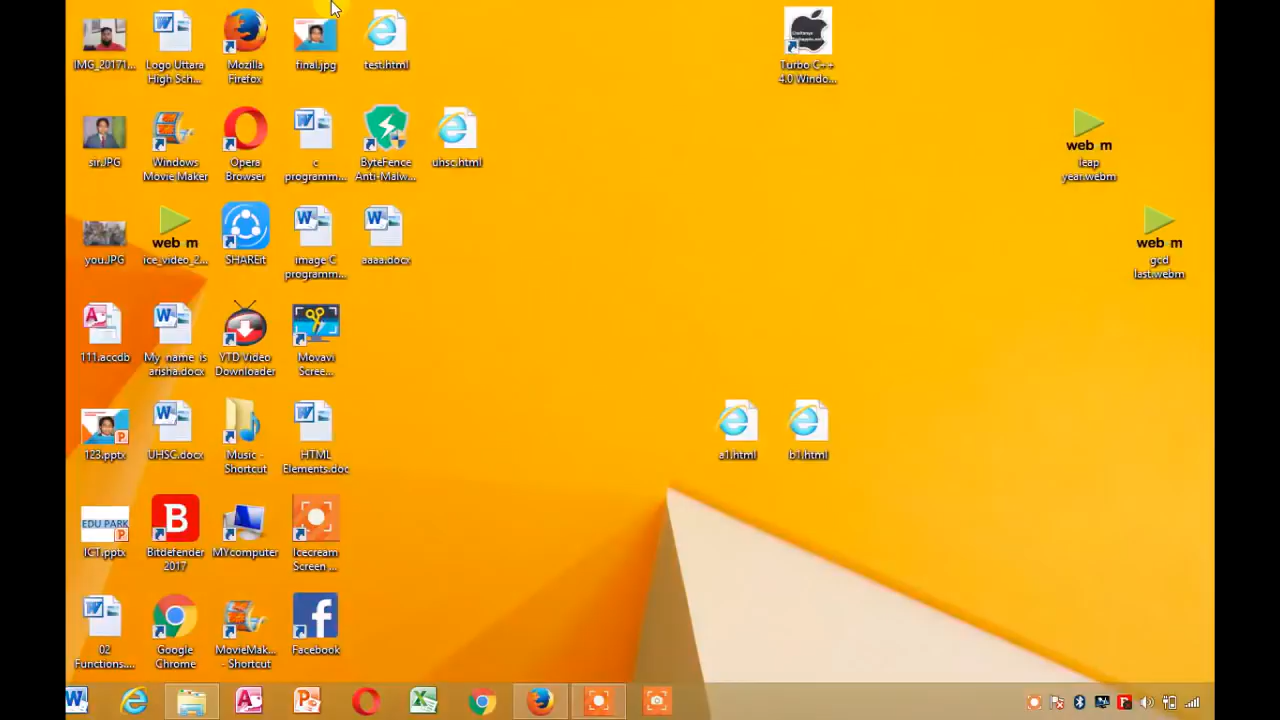 IMG_20171...
Logo Uttara
High Sch...
Mozilla
Firefox
final.jpg
test.html
Turbo C++
4.0 Windo...
sir.JPG
Windows
Movie Maker
Opera
Browser
c
programm...
ByteFence
Anti-Malw...
uhsc.html
web m
leap
year.webm
you.JPG
web m
ice_video_2...
SHAREit
image C
programm...
aaaa.docx
web m
gcd
last.webm
111.accdb
My name is
arisha.docx
YTD Video
Downloader
Movavi
Scree...
123.pptx
UHSC.docx
Music -
Shortcut
HTML
Elements.doc
a1.html
b1.html
EDU PARK
ICT.pptx
Bitdefender
2017
MYcomputer
Icecream
Screen ...
02
Functions....
Google
Chrome
MovieMak...
- Shortcut
Facebook